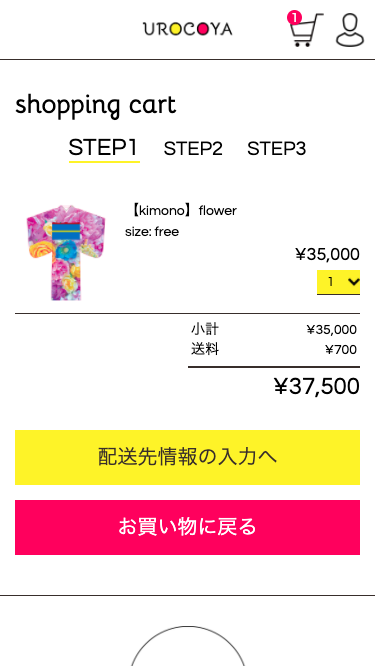 UROCOYA
1
shopping cart
STEP1 STEP2 STEP3
【kimono】flower
size: free
¥35,000
1
小計 ¥35,000
送料 ¥700
¥37,500
配送先情報の入力へ
お買い物に戻る